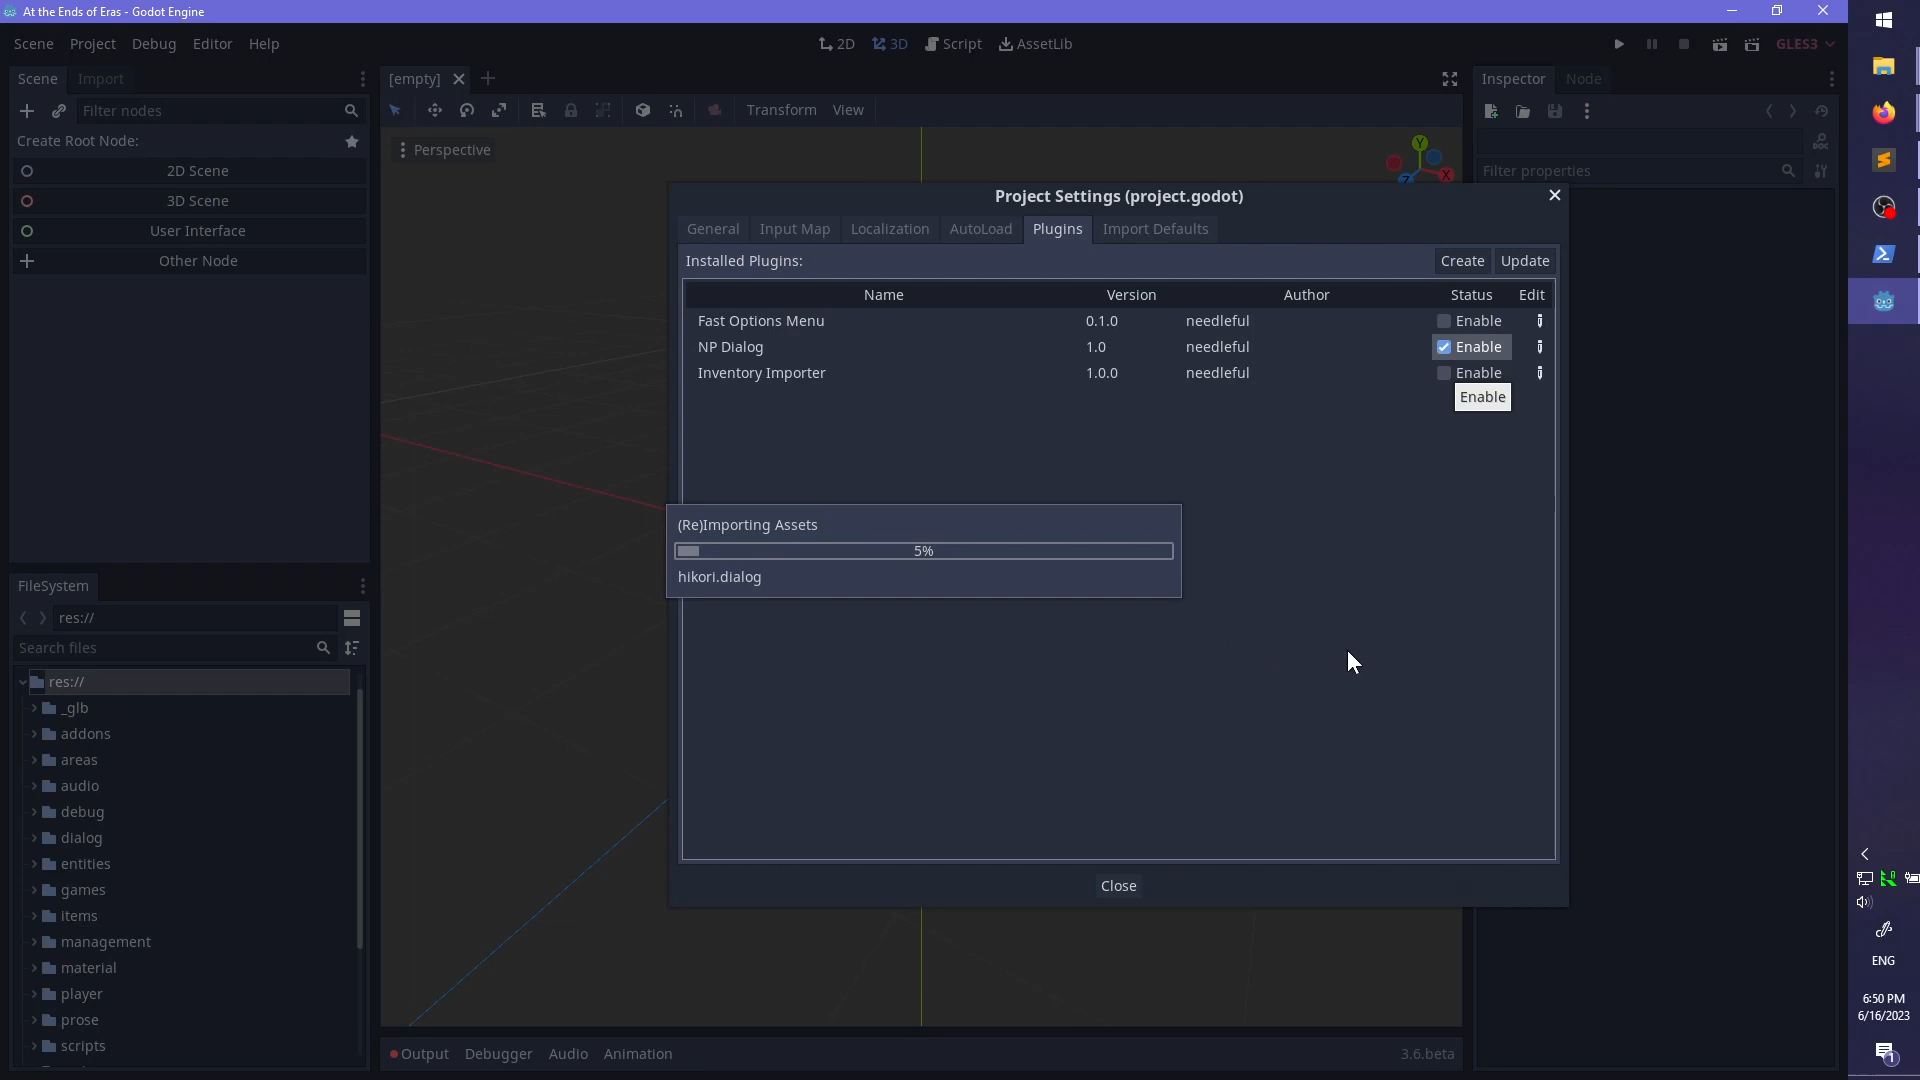 At the Ends of Eras - Godot Engine
Scene Project Debug Editor Help
2D 3D Script AssetLib
GLES3
Scene Import
[empty]
Inspector Node
Filter nodes
Transform View
Create Root Node:
Perspective
2D Scene
3D Scene
User Interface
Other Node
Y
X
Z
DOC
Filter properties
Project Settings (project.godot)
General Input Map Localization AutoLoad Plugins Import Defaults
Installed Plugins:
Create Update
Name Version Author Status Edit
Fast Options Menu 0.1.0 needleful Enable
NP Dialog 1.0 needleful Enable
Inventory Importer 1.0.0 needleful Enable
Enable
(Re)Importing Assets
5%
hikori.dialog
Close
FileSystem
res://
Search files
res://
_glb
addons
areas
audio
debug
dialog
entities
games
items
management
material
player
prose
scripts
Output Debugger Audio Animation
3.6.beta
ENG
6:50 PM
6/16/2023
1